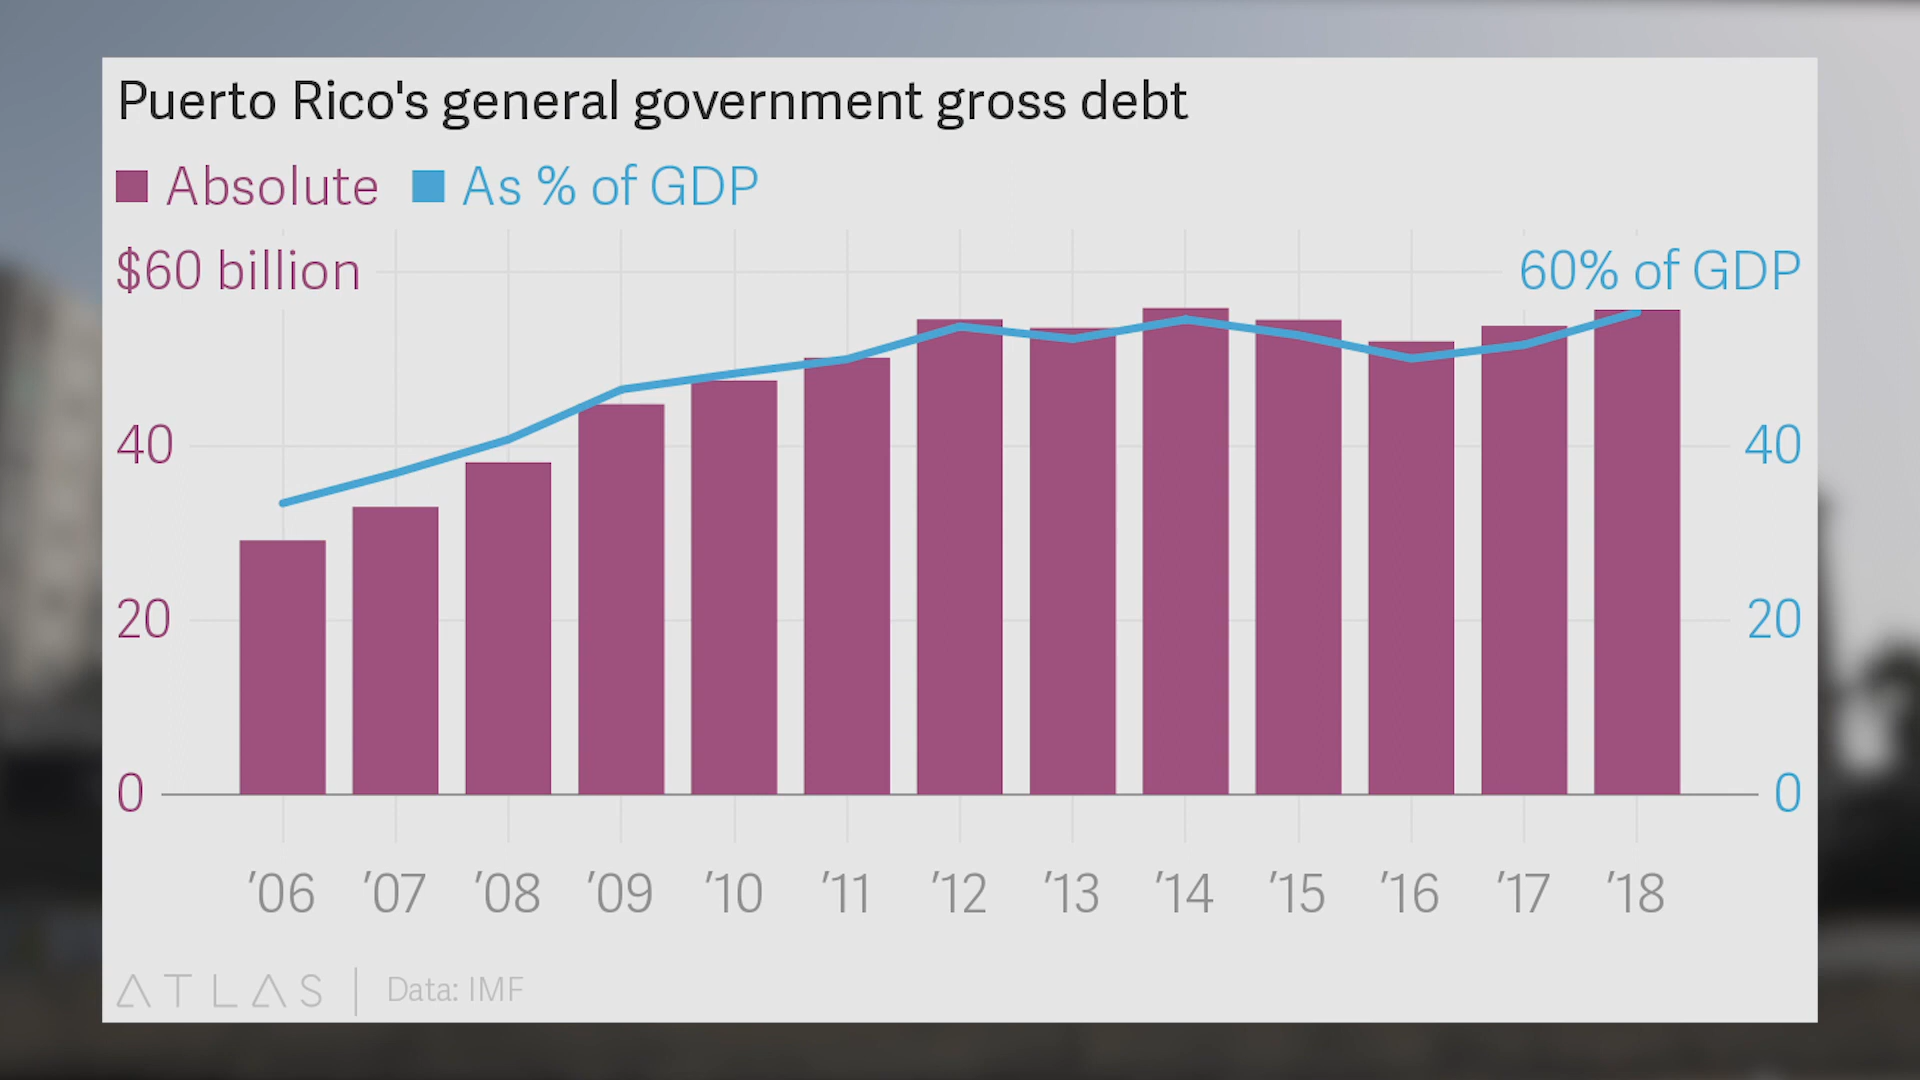 Puerto Rico's general government gross debt
Absolute As % of GDP
$60 billion 60% of GDP
40 40
20 20
0 0
’06 ’07 ’08 ’09 ’10 ’11 ’12 ’13 ’14 ’15 ’16 ’17 ’18
ATLAS | Data: IMF